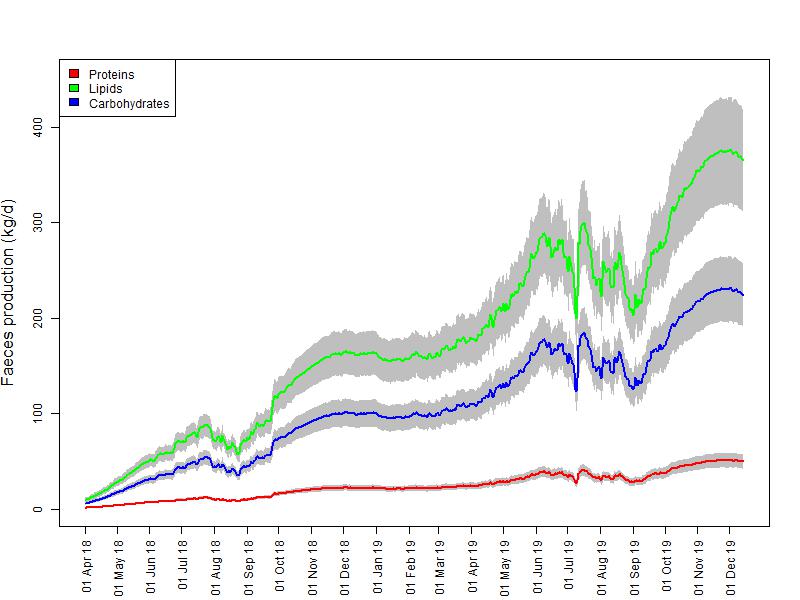 Proteins
Lipids
Carbohydrates
Faeces production (kg/d)
400
300
200
100
0
01 Apr 18
01 May 18
01 Jun 18
01 Jul 18
01 Aug 18
01 Sep 18
01 Oct 18
01 Nov 18
01 Dec 18
01 Jan 19
01 Feb 19
01 Mar 19
01 Apr 19
01 May 19
01 Jun 19
01 Jul 19
01 Aug 19
01 Sep 19
01 Oct 19
01 Nov 19
01 Dec 19